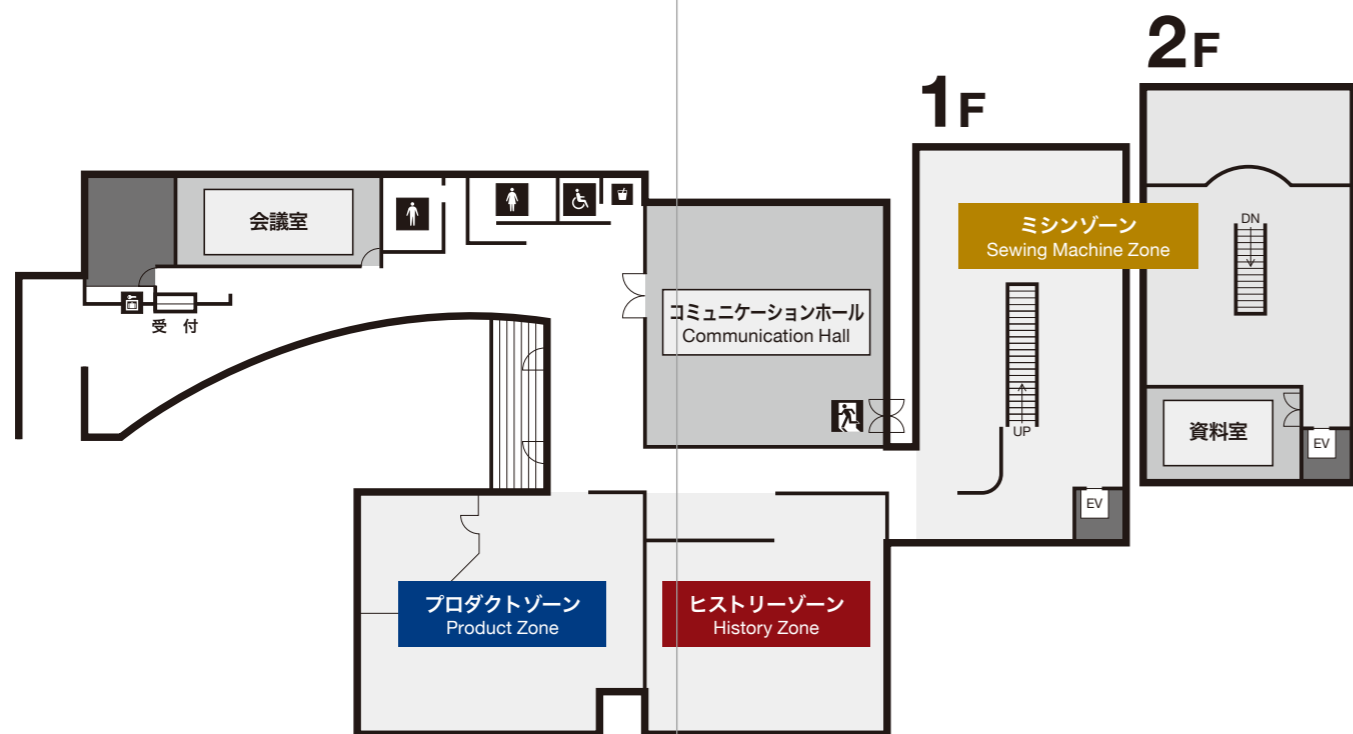 2F
1F
会議室
ミシンゾーン
Sewing Machine Zone
DN
受 付
コミュニケーションホール
Communication Hall
UP
資料室
EV
EV
プロダクトゾーン
Product Zone
ヒストリーゾーン
History Zone